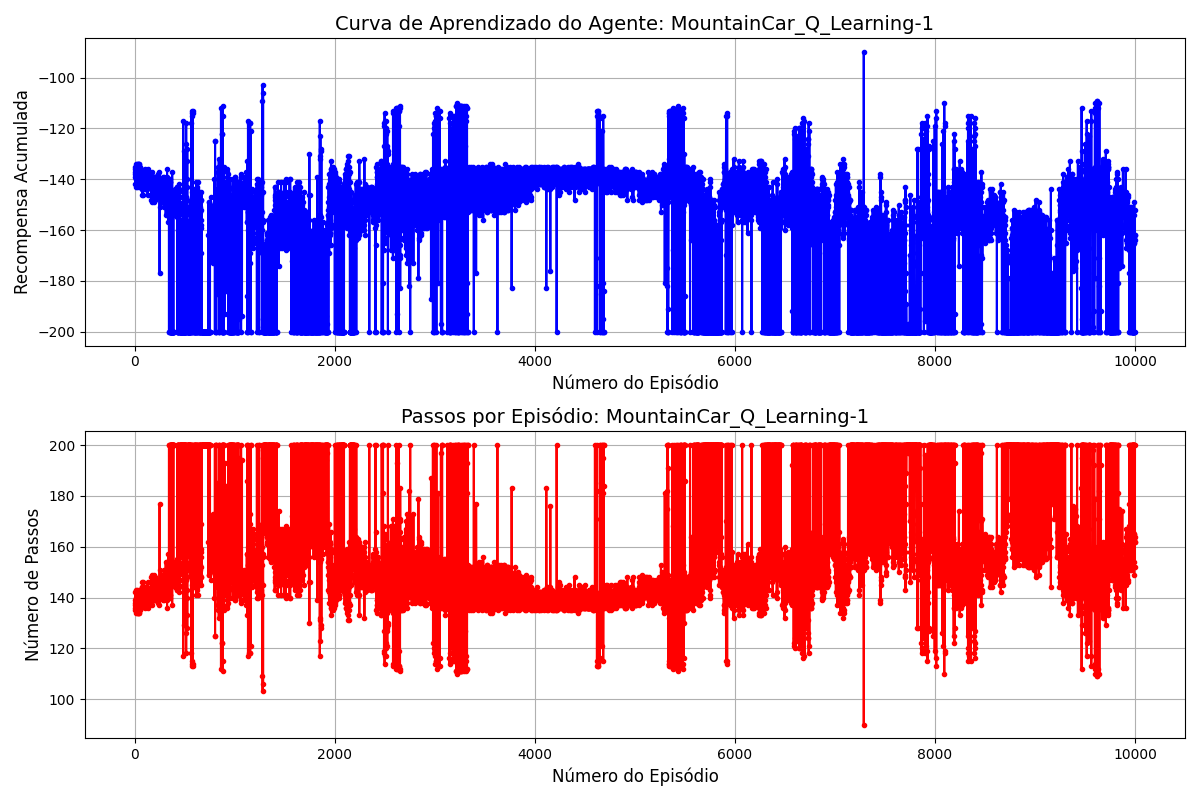 Curva de Aprendizado do Agente: MountainCar_Q_Learning-1
Recompensa Acumulada
−100
−120
−140
−160
−180
−200
0 2000 4000 6000 8000 10000
Número do Episódio
Passos por Episódio: MountainCar_Q_Learning-1
Número de Passos
200
180
160
140
120
100
0 2000 4000 6000 8000 10000
Número do Episódio